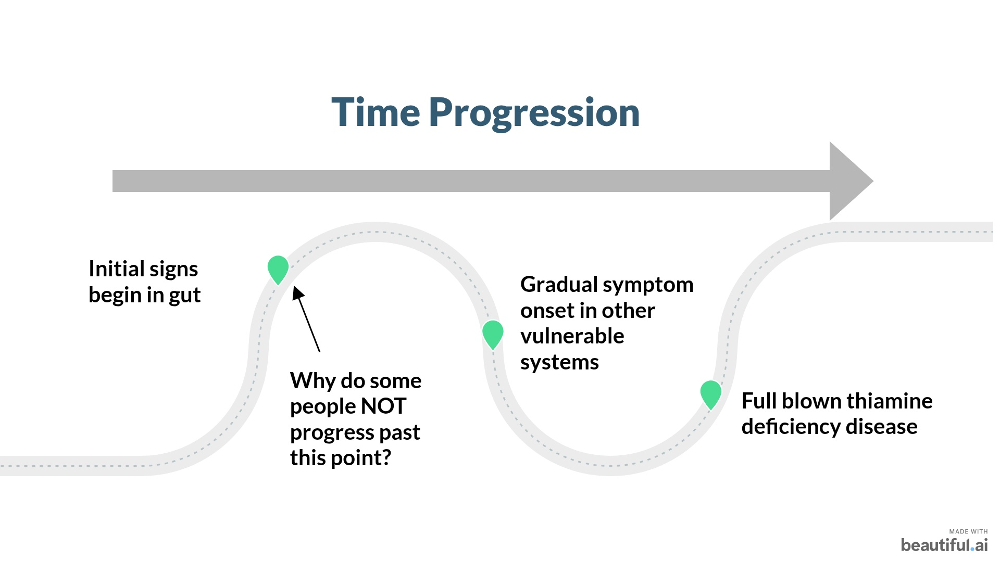 Time Progression
Initial signs
begin in gut
Why do some
people NOT
progress past
this point?
Gradual symptom
onset in other
vulnerable
systems
Full blown thiamine
deficiency disease
MADE WITH
beautiful.ai